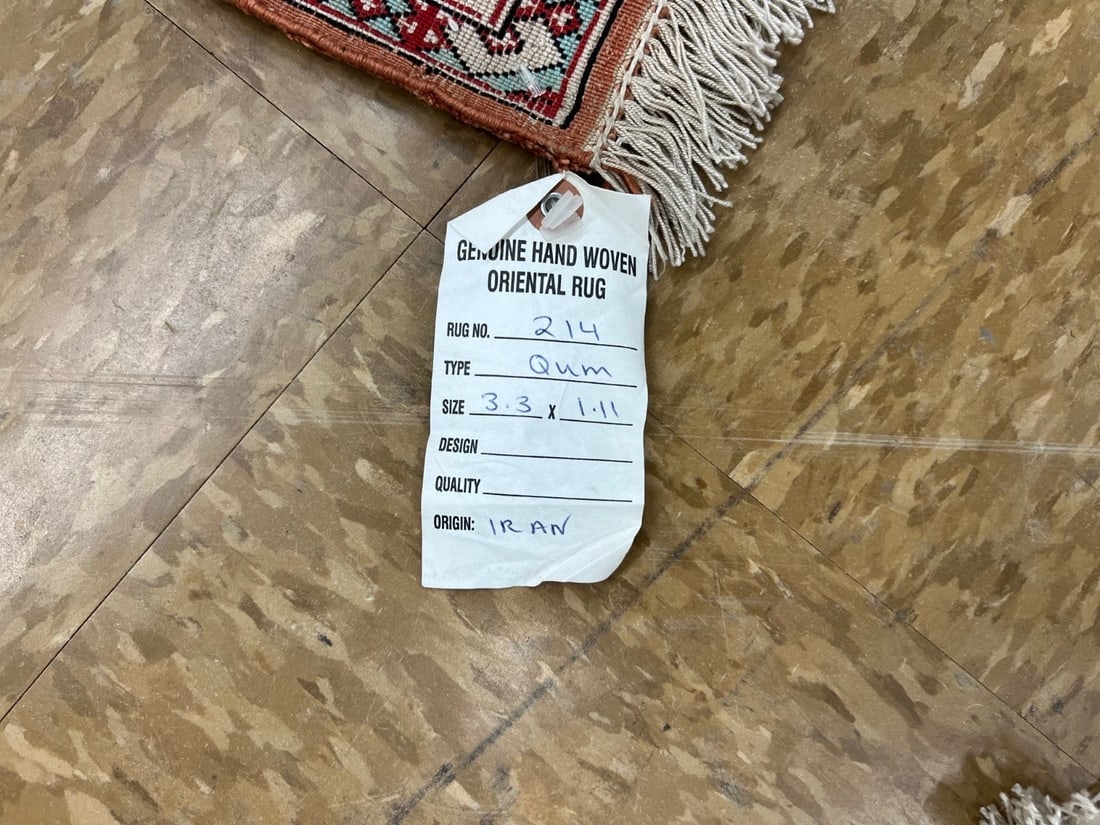 GENUINE HAND WOVEN
ORIENTAL RUG
RUG NO. 214
TYPE Qum
SIZE 3.3 X 1.11
DESIGN
QUALITY
ORIGIN: IRAN